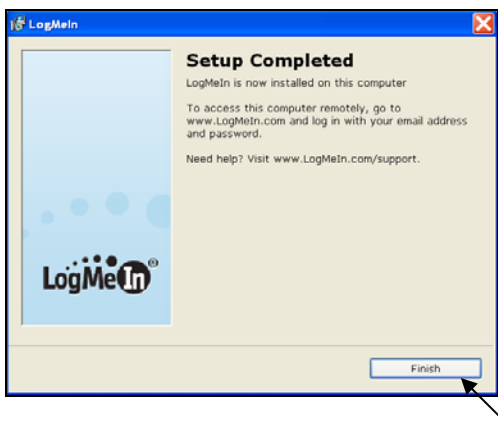 LogMeIn
Setup Completed
LogMeIn is now installed on this computer
To access this computer remotely, go to
www.LogMeIn.com and log in with your email address
and password.
Need help? Visit www.LogMeIn.com/support.
LogMeIn®
Finish